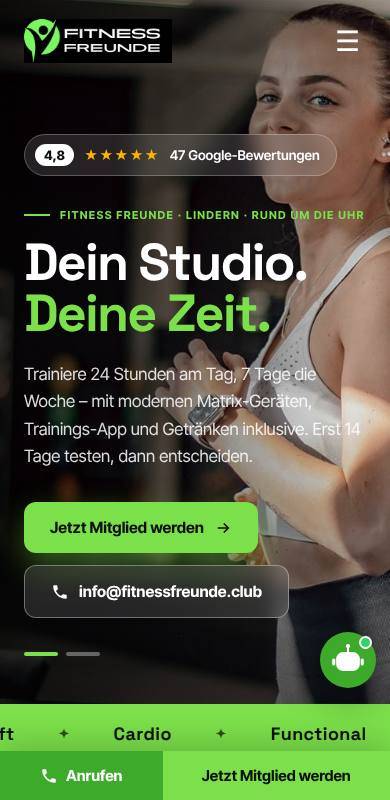 FITNESS
FREUNDE
4,8 ★★★★★ 47 Google-Bewertungen
FITNESS FREUNDE · LINDERN · RUND UM DIE UHR
Dein Studio.
Deine Zeit.
Trainiere 24 Stunden am Tag, 7 Tage die
Woche – mit modernen Matrix-Geräten,
Trainings-App und Getränken inklusive. Erst 14
Tage testen, dann entscheiden.
Jetzt Mitglied werden →
info@fitnessfreunde.club
ft ✦ Cardio ✦ Functional
Anrufen
Jetzt Mitglied werden